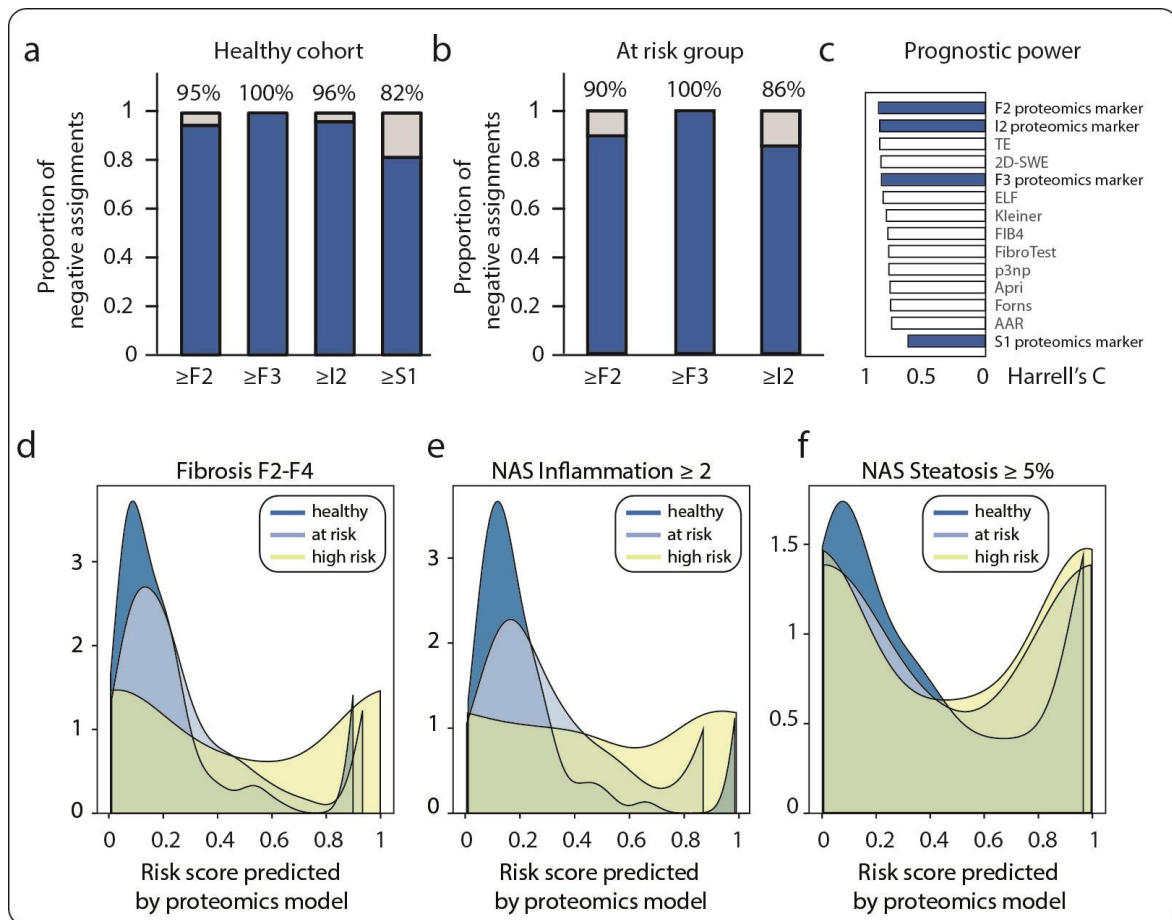 a
Healthy cohort
95% 100% 96% 82%
Proportion of
negative assignments
1
0.8
0.6
0.4
0.2
0
≥F2 ≥F3 ≥I2 ≥S1
b
At risk group
90% 100% 86%
Proportion of
negative assignments
1
0.8
0.6
0.4
0.2
0
≥F2 ≥F3 ≥I2
c
Prognostic power
F2 proteomics marker
I2 proteomics marker
TE
2D-SWE
F3 proteomics marker
ELF
Kleiner
FIB4
FibroTest
p3np
Apri
Forns
AAR
S1 proteomics marker
1 0.5 0 Harrell's C
d
Fibrosis F2-F4
healthy
at risk
high risk
3
2
1
0
0 0.2 0.4 0.6 0.8 1
Risk score predicted
by proteomics model
e
NAS Inflammation ≥ 2
healthy
at risk
high risk
3
2
1
0
0 0.2 0.4 0.6 0.8 1
Risk score predicted
by proteomics model
f
NAS Steatosis ≥ 5%
healthy
at risk
high risk
1.5
1
0.5
0
0 0.2 0.4 0.6 0.8 1
Risk score predicted
by proteomics model